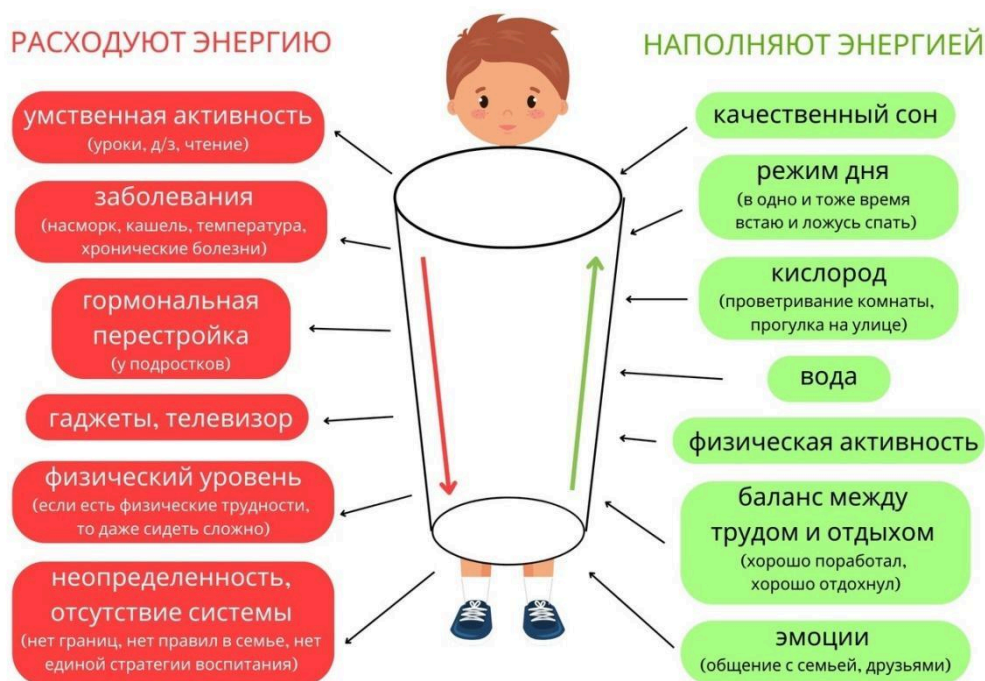 РАСХОДУЮТ ЭНЕРГИЮ
умственная активность
(уроки, д/з, чтение)
заболевания
(насморк, кашель, температура,
хронические болезни)
гормональная
перестройка
(у подростков)
гаджеты, телевизор
физический уровень
(если есть физические трудности,
то даже сидеть сложно)
неопределенность,
отсутствие системы
(нет границ, нет правил в семье, нет
единой стратегии воспитания)
НАПОЛНЯЮТ ЭНЕРГИЕЙ
качественный сон
режим дня
(в одно и тоже время
встаю и ложусь спать)
кислород
(проветривание комнаты,
прогулка на улице)
вода
физическая активность
баланс между
трудом и отдыхом
(хорошо поработал,
хорошо отдохнул)
эмоции
(общение с семьей, друзьями)